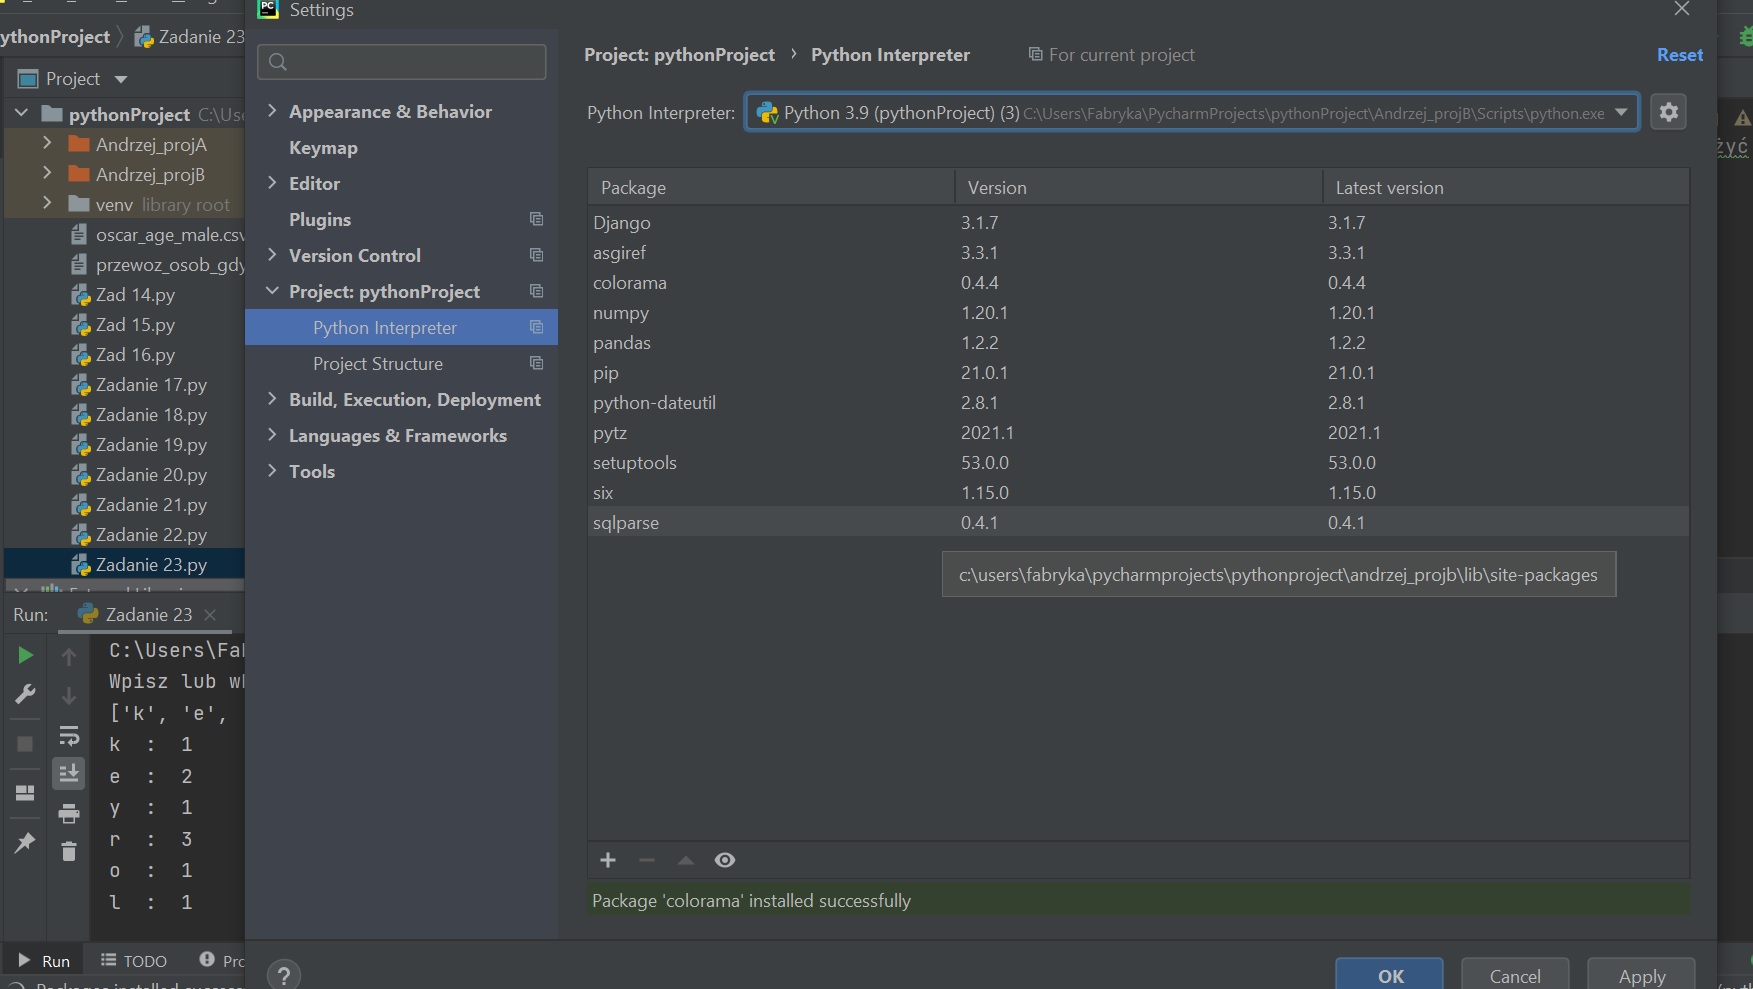 PC Settings
ythonProject Zadanie 23
Project
pythonProject C:\Use
Andrzej_projA
Andrzej_projB
venv library root
oscar_age_male.csv
przewoz_osob_gdy
Zad 14.py
Zad 15.py
Zad 16.py
Zadanie 17.py
Zadanie 18.py
Zadanie 19.py
Zadanie 20.py
Zadanie 21.py
Zadanie 22.py
Zadanie 23.py
Run: Zadanie 23
C:\Users\Fa
Wpisz lub w
['k', 'e',
k : 1
e : 2
y : 1
r : 3
o : 1
l : 1
Run TODO Pro
Appearance & Behavior
Keymap
Editor
Plugins
Version Control
Project: pythonProject
Python Interpreter
Project Structure
Build, Execution, Deployment
Languages & Frameworks
Tools
?
Project: pythonProject › Python Interpreter For current project Reset
Python Interpreter: Python 3.9 (pythonProject) (3) C:\Users\Fabryka\PycharmProjects\pythonProject\Andrzej_projB\Scripts\python.exe
Package Version Latest version
Django 3.1.7 3.1.7
asgiref 3.3.1 3.3.1
colorama 0.4.4 0.4.4
numpy 1.20.1 1.20.1
pandas 1.2.2 1.2.2
pip 21.0.1 21.0.1
python-dateutil 2.8.1 2.8.1
pytz 2021.1 2021.1
setuptools 53.0.0 53.0.0
six 1.15.0 1.15.0
sqlparse 0.4.1 0.4.1
c:\users\fabryka\pycharmprojects\pythonproject\andrzej_projb\lib\site-packages
Package 'colorama' installed successfully
OK Cancel Apply
żyć